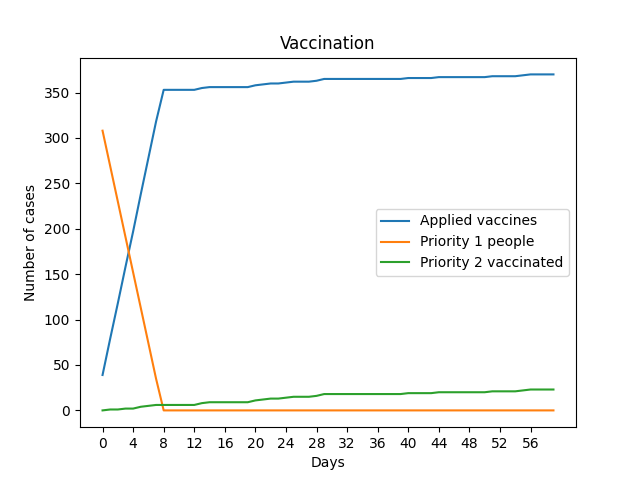 Vaccination
Number of cases
350
300
250
200
150
100
50
0
Applied vaccines
Priority 1 people
Priority 2 vaccinated
0 4 8 12 16 20 24 28 32 36 40 44 48 52 56
Days